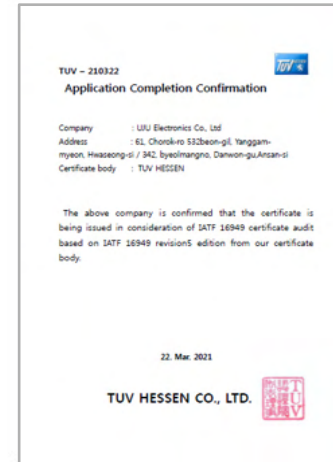 TUV – 210322
TÜV
Application Completion Confirmation
Company : UJU Electronics Co., Ltd
Address : 61, Chorok-ro 532beon-gil, Yanggam-
myeon, Hwaseong-si / 342, byeolmangno, Danwon-gu,Ansan-si
Certificate body : TUV HESSEN
The above company is confirmed that the certificate is
being issued in consideration of IATF 16949 certificate audit
based on IATF 16949 revision5 edition from our certificate
body.
22. Mar. 2021
TUV HESSEN CO., LTD.
TUV